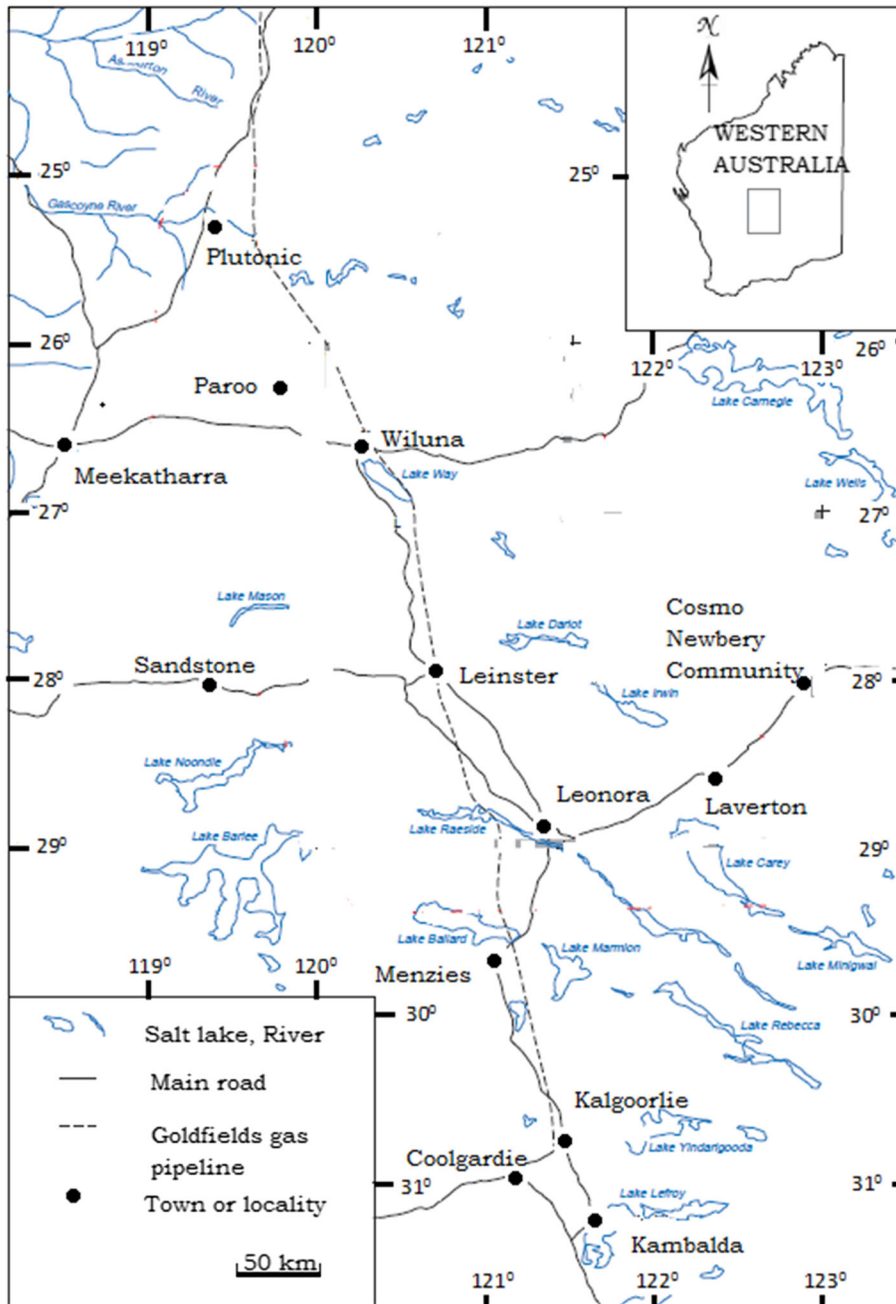 119⁰
120⁰
121⁰
N
WESTERN
AUSTRALIA
Ashburton
River
25⁰
25⁰
Gascoyne River
Plutonic
26⁰
122⁰
123⁰
26⁰
Paroo
Lake Carnegie
Wiluna
Meekatharra
Lake Way
Lake Wells
27⁰
27⁰
Lake Mason
Lake Darlot
Cosmo
Newbery
Community
Sandstone
Leinster
28⁰
28⁰
Lake Irwin
Lake Noondie
Leonora
Laverton
Lake Raeside
Lake Barlee
29⁰
29⁰
Lake Carey
Lake Ballard
Lake Marmion
Lake Minigwal
Menzies
119⁰
120⁰
30⁰
30⁰
Lake Rebecca
Salt lake, River
Main road
Goldfields gas
pipeline
Town or locality
50 km
Kalgoorlie
Lake Yindarlgooda
Coolgardie
31⁰
31⁰
Lake Lefroy
Kambalda
121⁰
122⁰
123⁰